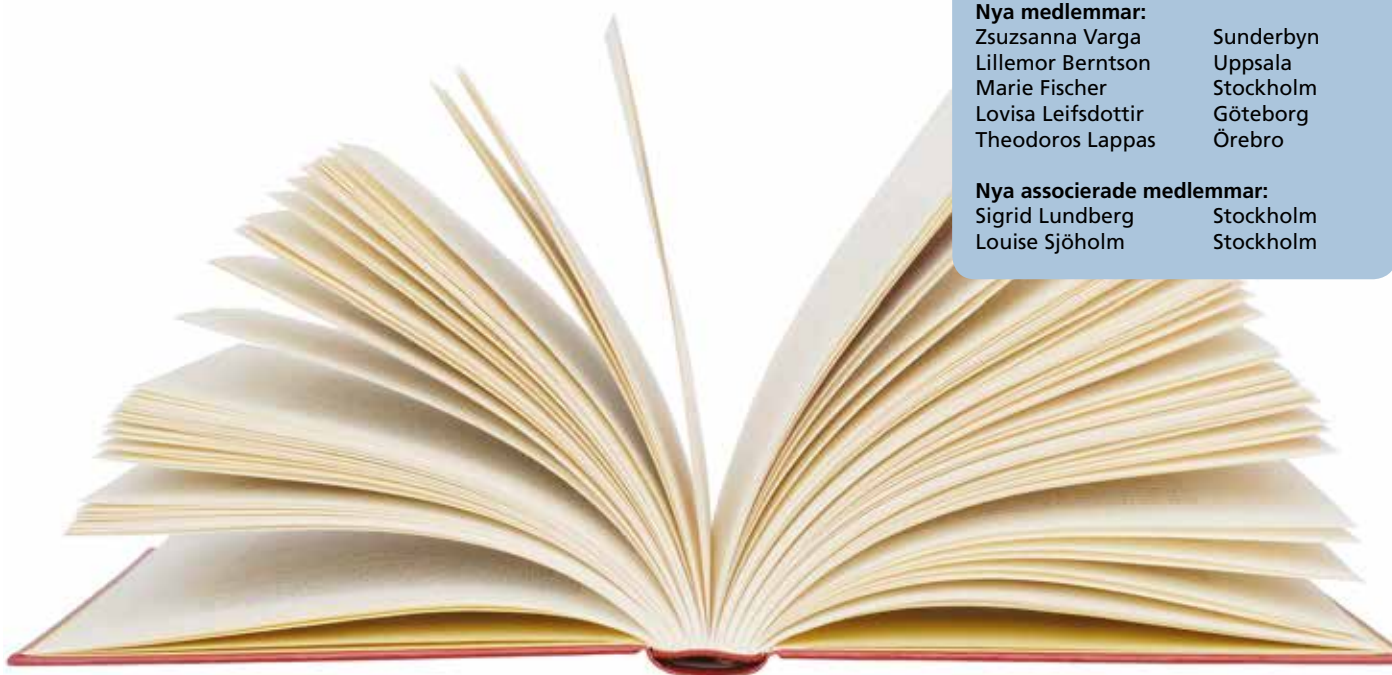 Nya medlemmar:
Zsuzsanna Varga Sunderbyn
Lillemor Berntson Uppsala
Marie Fischer Stockholm
Lovisa Leifsdottir Göteborg
Theodoros Lappas Örebro
Nya associerade medlemmar:
Sigrid Lundberg Stockholm
Louise Sjöholm Stockholm